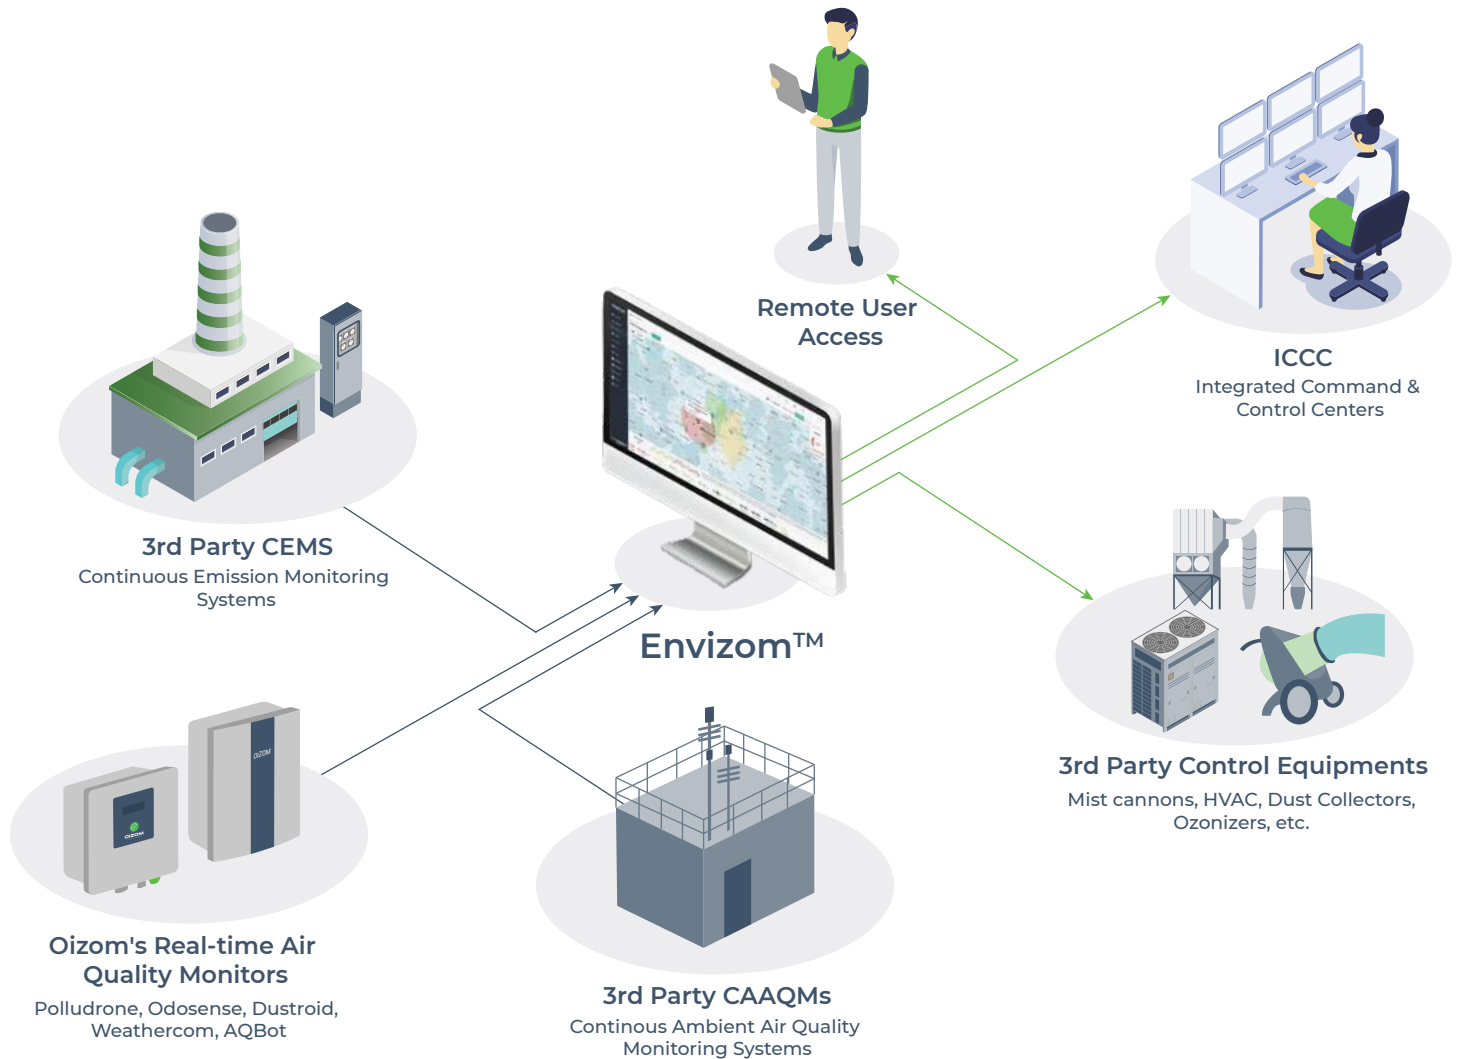 Remote User
Access
ICCC
Integrated Command &
Control Centers
3rd Party CEMS
Continuous Emission Monitoring
Systems
Envizom™
OIZOM
OIZOM
3rd Party Control Equipments
Mist cannons, HVAC, Dust Collectors,
Ozonizers, etc.
Oizom's Real-time Air
Quality Monitors
Polludrone, Odosense, Dustroid,
Weathercom, AQBot
3rd Party CAAQMs
Continous Ambient Air Quality
Monitoring Systems